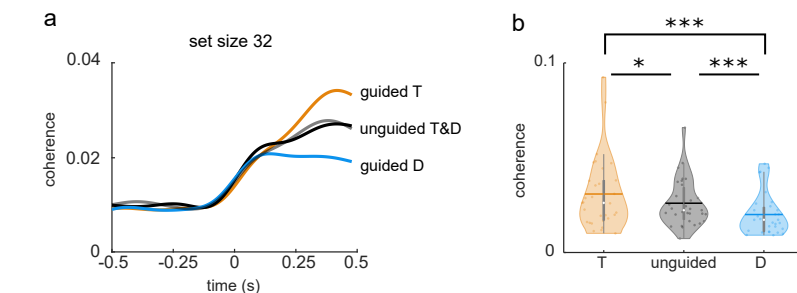 a
set size 32
0.04
0.02
0
coherence
-0.5
-0.25
0
0.25
0.5
time (s)
guided T
unguided T&D
guided D
b
***
*
***
0.1
0
coherence
T
unguided
D